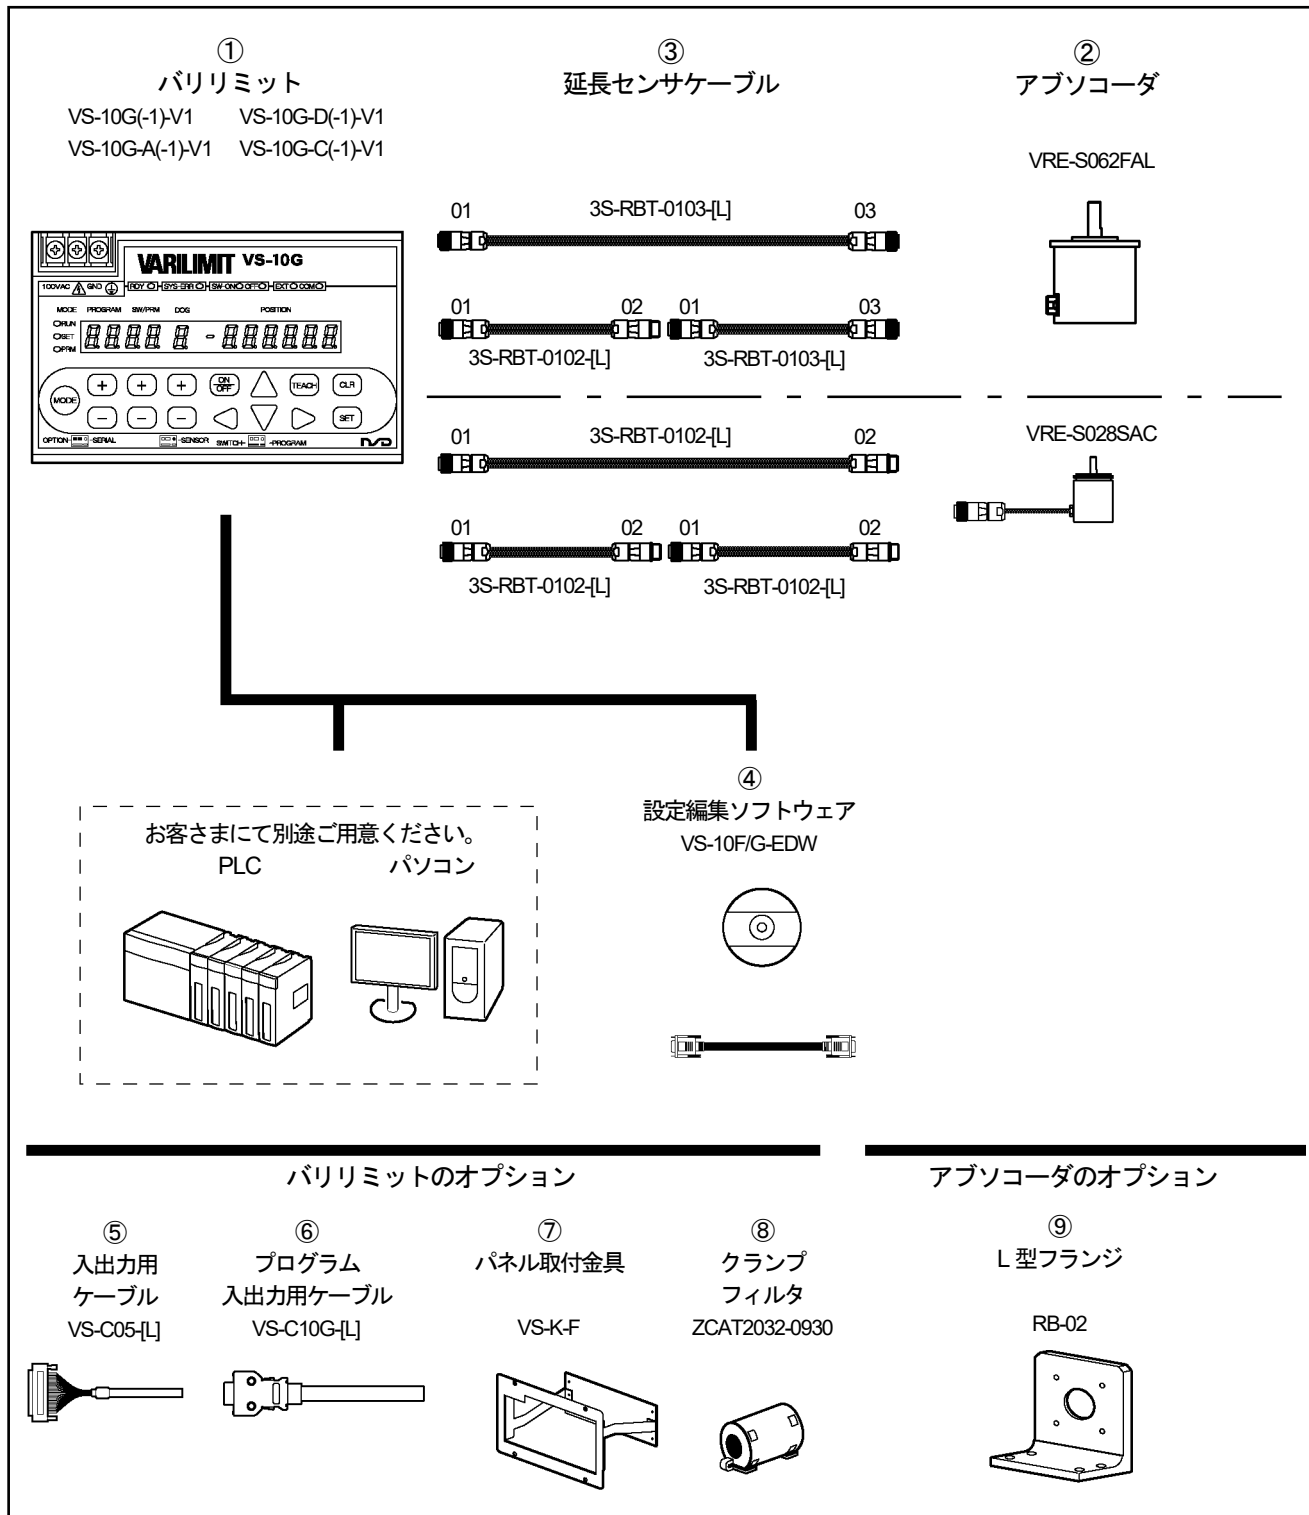 ①
バリリミット
VS-10G(-1)-V1 VS-10G-D(-1)-V1
VS-10G-A(-1)-V1 VS-10G-C(-1)-V1
VARILIMIT VS-10G
100VAC GND RDY SYS-ERR SW-ON OFF EXT COM
MODE PROGRAM SW/PRM DOG POSITION
RUN
SET
PRM
MODE
+ + + ON/OFF TEACH CLR
− − − SET
OPTION- -SERIAL -SENSOR SWITCH- -PROGRAM NSD
③
延長センサケーブル
01 3S-RBT-0103-[L] 03
01 02 01 03
3S-RBT-0102-[L] 3S-RBT-0103-[L]
01 3S-RBT-0102-[L] 02
01 02 01 02
3S-RBT-0102-[L] 3S-RBT-0102-[L]
②
アブソコーダ
VRE-S062FAL
VRE-S028SAC
お客さまにて別途ご用意ください。
PLC パソコン
④
設定編集ソフトウェア
VS-10F/G-EDW
バリリミットのオプション
⑤
入出力用
ケーブル
VS-C05-[L]
⑥
プログラム
入出力用ケーブル
VS-C10G-[L]
⑦
パネル取付金具
VS-K-F
⑧
クランプ
フィルタ
ZCAT2032-0930
アブソコーダのオプション
⑨
L 型フランジ
RB-02